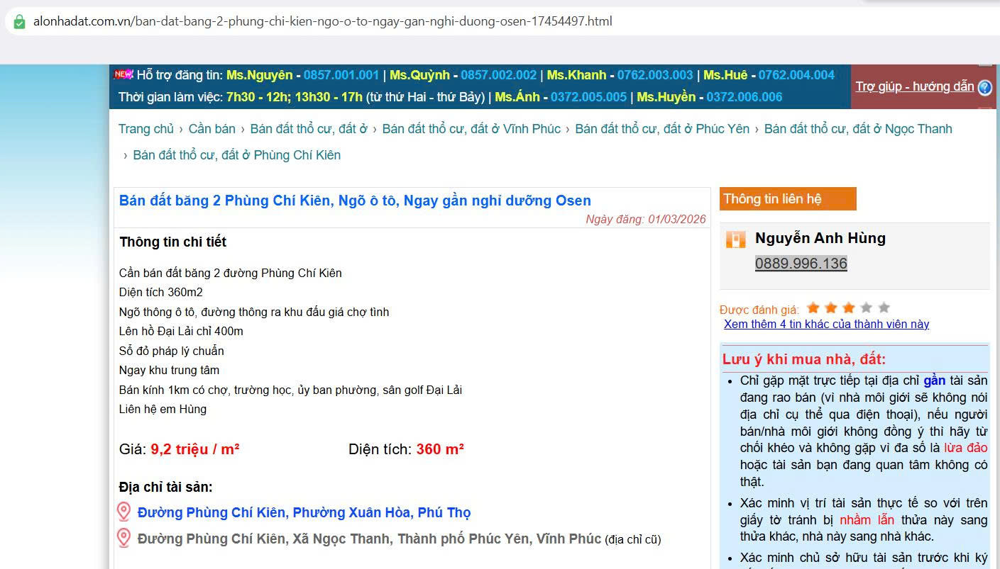 alonhadat.com.vn/ban-dat-bang-2-phung-chi-kien-ngo-o-to-ngay-gan-nghi-duong-osen-17454497.html
NEW Hỗ trợ đăng tin: Ms.Nguyên - 0857.001.001 | Ms.Quỳnh - 0857.002.002 | Ms.Khanh - 0762.003.003 | Ms.Huê - 0762.004.004
Thời gian làm việc: 7h30 - 12h; 13h30 - 17h (từ thứ Hai - thứ Bảy) | Ms.Ánh - 0372.005.005 | Ms.Huyền - 0372.006.006
Trợ giúp - hướng dẫn ?
Trang chủ › Cần bán › Bán đất thổ cư, đất ở › Bán đất thổ cư, đất ở Vĩnh Phúc › Bán đất thổ cư, đất ở Phúc Yên › Bán đất thổ cư, đất ở Ngọc Thanh
› Bán đất thổ cư, đất ở Phùng Chí Kiên
Bán đất băng 2 Phùng Chí Kiên, Ngõ ô tô, Ngay gần nghỉ dưỡng Osen
Ngày đăng: 01/03/2026
Thông tin chi tiết
Cần bán đất băng 2 đường Phùng Chí Kiên
Diện tích 360m2
Ngõ thông ô tô, đường thông ra khu đấu giá chợ tình
Lên hồ Đại Lải chỉ 400m
Sổ đỏ pháp lý chuẩn
Ngay khu trung tâm
Bán kính 1km có chợ, trường học, ủy ban phường, sân golf Đại Lải
Liên hệ em Hùng
Giá: 9,2 triệu / m² Diện tích: 360 m²
Địa chỉ tài sản:
Đường Phùng Chí Kiên, Phường Xuân Hòa, Phú Thọ
Đường Phùng Chí Kiên, Xã Ngọc Thanh, Thành phố Phúc Yên, Vĩnh Phúc (địa chỉ cũ)
Thông tin liên hệ
Nguyễn Anh Hùng
0889.996.136
Được đánh giá:
Xem thêm 4 tin khác của thành viên này
Lưu ý khi mua nhà, đất:
• Chỉ gặp mặt trực tiếp tại địa chỉ gần tài sản
đang rao bán (vì nhà môi giới sẽ không nói
địa chỉ cụ thể qua điện thoại), nếu người
bán/nhà môi giới không đồng ý thì hãy từ
chối khéo và không gặp vì đa số là lừa đảo
hoặc tài sản bạn đang quan tâm không có
thật.
• Xác minh vị trí tài sản thực tế so với trên
giấy tờ tránh bị nhầm lẫn thửa này sang
thửa khác, nhà này sang nhà khác.
• Xác minh chủ sở hữu tài sản trước khi ký